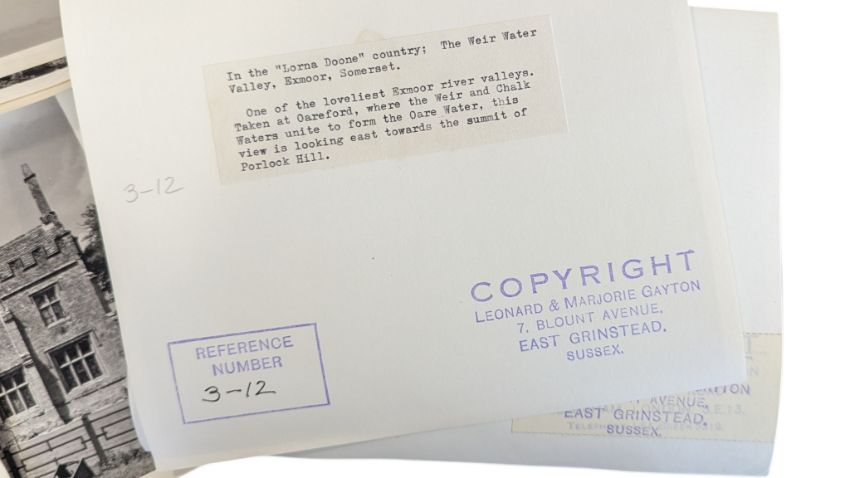 In the "Lorna Doone" country; The Weir Water
Valley, Exmoor, Somerset.
One of the loveliest Exmoor river valleys.
Taken at Oareford, where the Weir and Chalk
Waters unite to form the Oare Water, this
view is looking east towards the summit of
Porlock Hill.
3-12
COPYRIGHT
LEONARD & MARJORIE GAYTON
7, BLOUNT AVENUE,
EAST GRINSTEAD,
SUSSEX.
REFERENCE
NUMBER
3-12
AVENUE,
EAST GRINSTEAD,
SUSSEX.